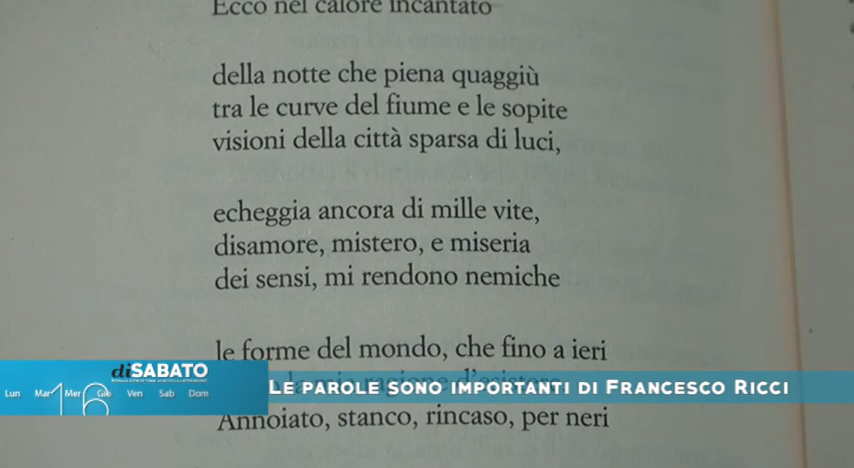 Ecco nel calore incantato
della notte che piena quaggiù
tra le curve del fiume e le sopite
visioni della città sparsa di luci,
echeggia ancora di mille vite,
disamore, mistero, e miseria
dei sensi, mi rendono nemiche
le forme del mondo, che fino a ieri
Annoiato, stanco, rincaso, per neri
diSABATO
Lun Mar Mer Gio Ven Sab Dom
16
LE PAROLE SONO IMPORTANTI DI FRANCESCO RICCI